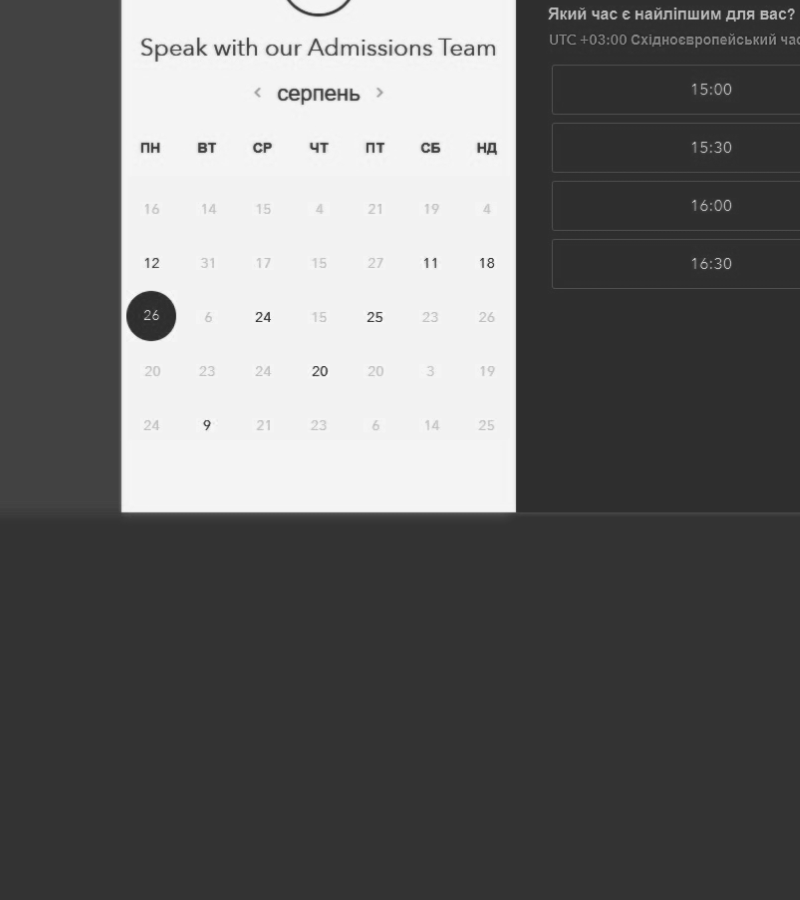 Speak with our Admissions Team
серпень
ПН ВТ СР ЧТ ПТ СБ НД
16 14 15 4 21 19 4
12 31 17 15 27 11 18
26 6 24 15 25 23 26
20 23 24 20 20 3 19
24 9 21 23 6 14 25
Який час є найліпшим для вас?
UTC +03:00 Східноєвропейський час
15:00
15:30
16:00
16:30